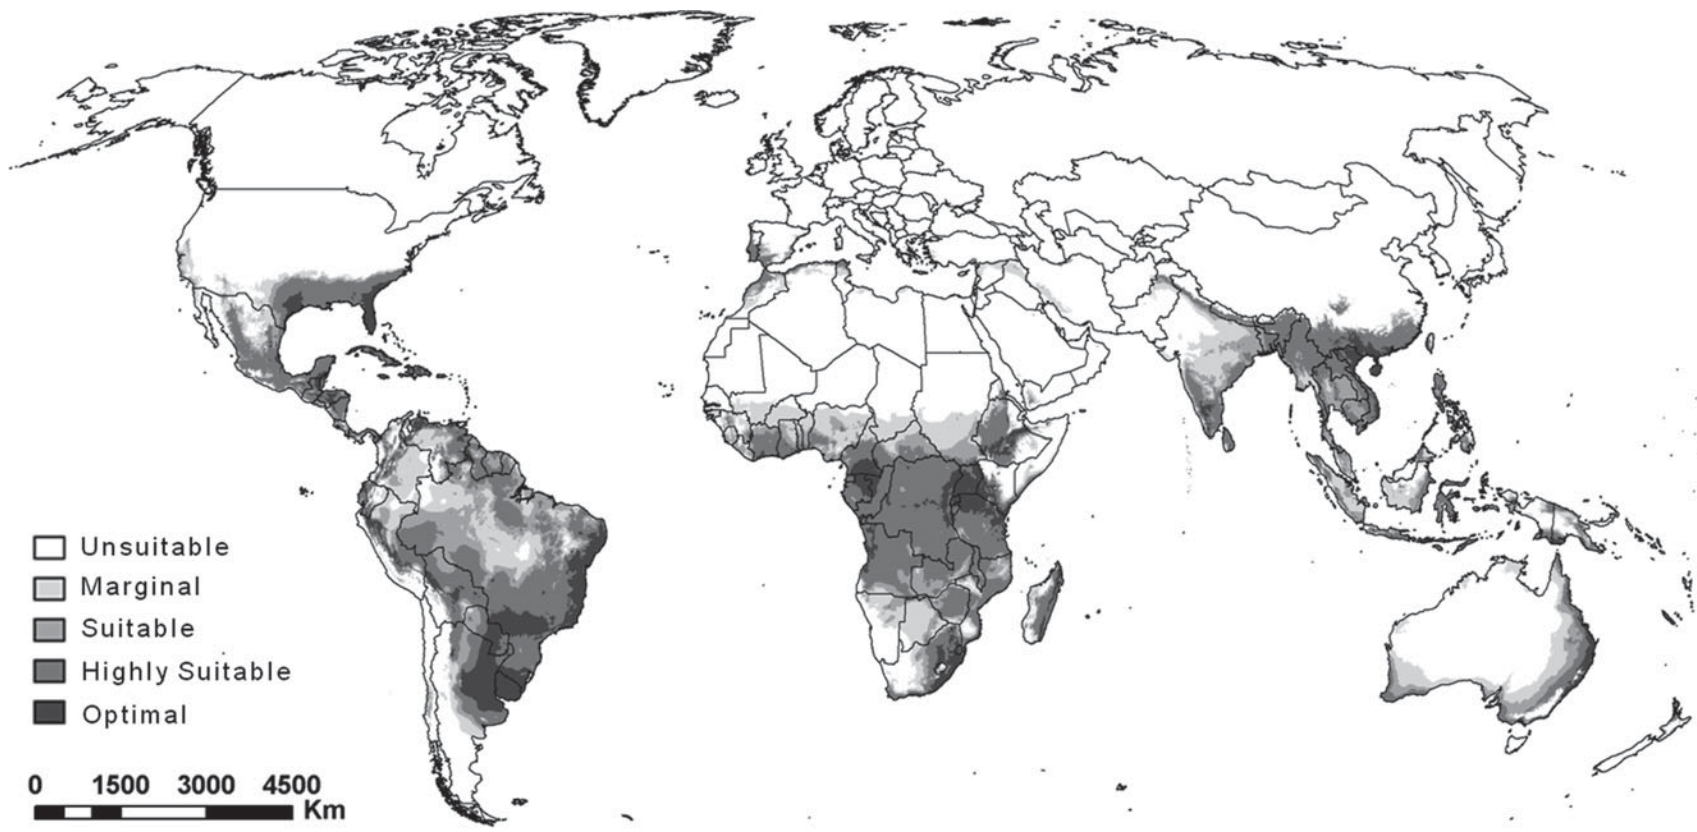 Unsuitable
Marginal
Suitable
Highly Suitable
Optimal
0 1500 3000 4500
Km